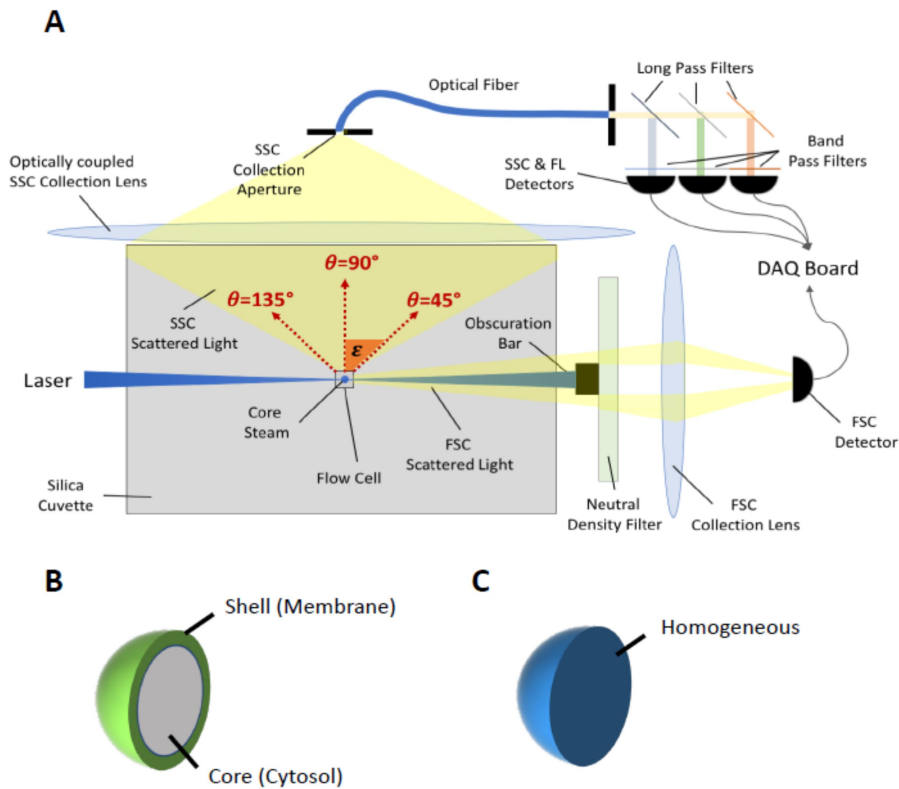 A
Long Pass Filters
Optical Fiber
SSC
Collection
Aperture
Optically coupled
SSC Collection Lens
SSC & FL
Detectors
Band
Pass Filters
DAQ Board
θ=90°
θ=135°
θ=45°
SSC
Scattered Light
ε
Obscuration
Bar
Laser
Core
Steam
Flow Cell
FSC
Scattered Light
FSC
Detector
Silica
Cuvette
Neutral
Density Filter
FSC
Collection Lens
B
Shell (Membrane)
Core (Cytosol)
C
Homogeneous